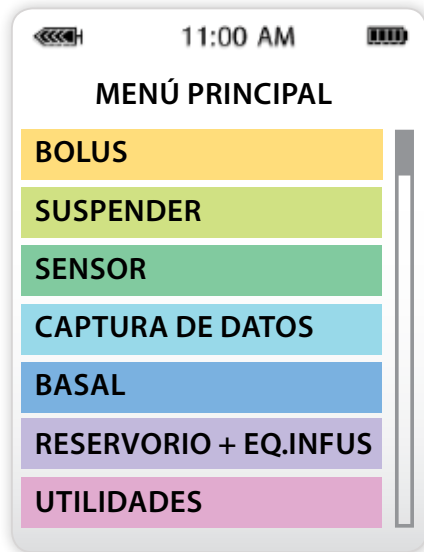 11:00 AM
MENÚ PRINCIPAL
BOLUS
SUSPENDER
SENSOR
CAPTURA DE DATOS
BASAL
RESERVORIO + EQ.INFUS
UTILIDADES